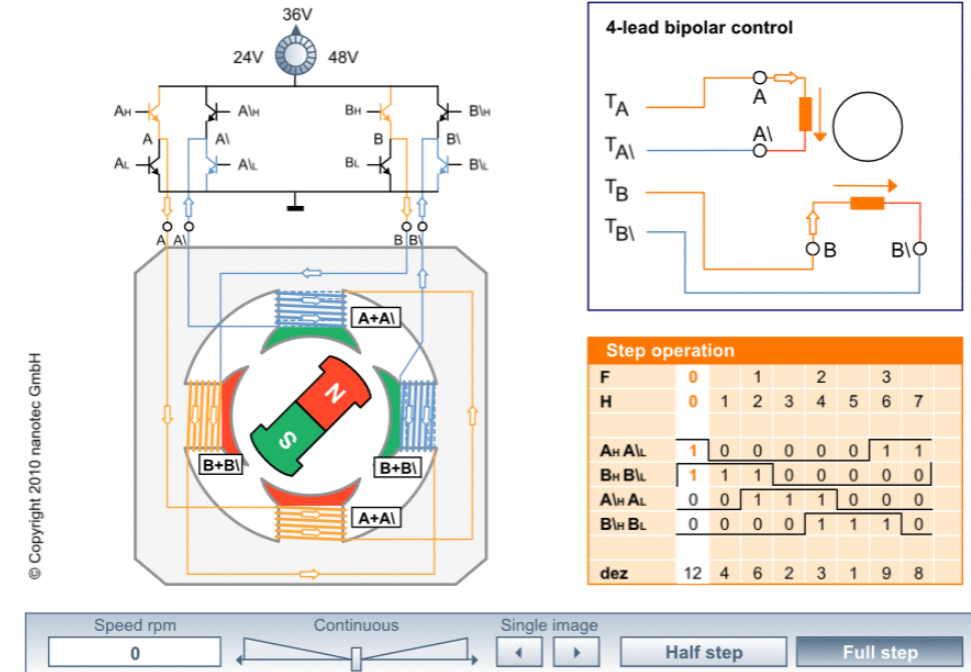 36V
24V
48V
AH
A\H
BH
B\H
A
A\
B
B\
AL
A\L
BL
B\L
A A\
B B\
A+A\
N
S
B+B\
B+B\
A+A\
© Copyright 2010 nanotec GmbH
4-lead bipolar control
TA
A
TA\
A\
TB
TB\
B
B\
Step operation
F 0 1 2 3
H 0 1 2 3 4 5 6 7
AH A\L 1 0 0 0 0 0 1 1
BH B\L 1 1 1 0 0 0 0 0
A\H AL 0 0 1 1 1 0 0 0
B\H BL 0 0 0 0 1 1 1 0
dez 12 4 6 2 3 1 9 8
Speed rpm
0
Continuous
Single image
Half step
Full step